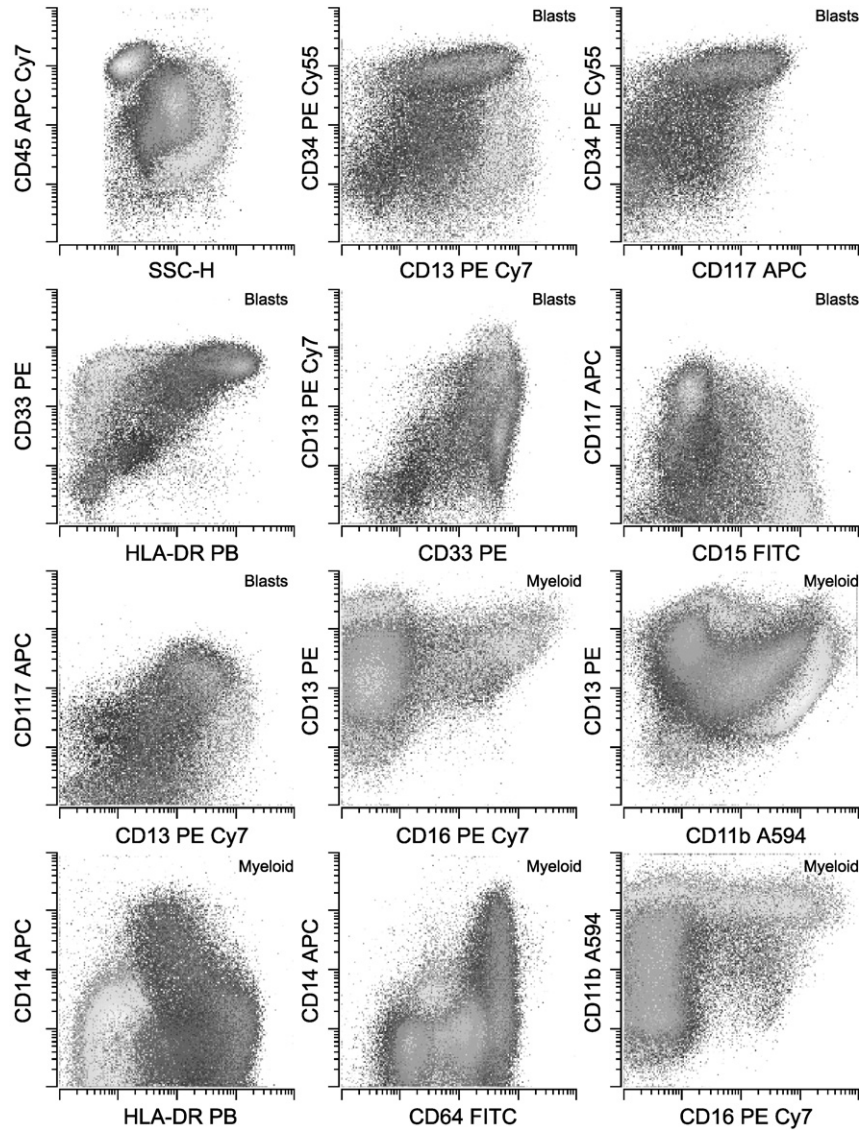 CD45 APC Cy7
SSC-H
Blasts
CD34 PE Cy55
CD13 PE Cy7
Blasts
CD34 PE Cy55
CD117 APC
Blasts
CD33 PE
HLA-DR PB
Blasts
CD13 PE Cy7
CD33 PE
Blasts
CD117 APC
CD15 FITC
Blasts
CD117 APC
CD13 PE Cy7
Myeloid
CD13 PE
CD16 PE Cy7
Myeloid
CD13 PE
CD11b A594
Myeloid
CD14 APC
HLA-DR PB
Myeloid
CD14 APC
CD64 FITC
Myeloid
CD11b A594
CD16 PE Cy7